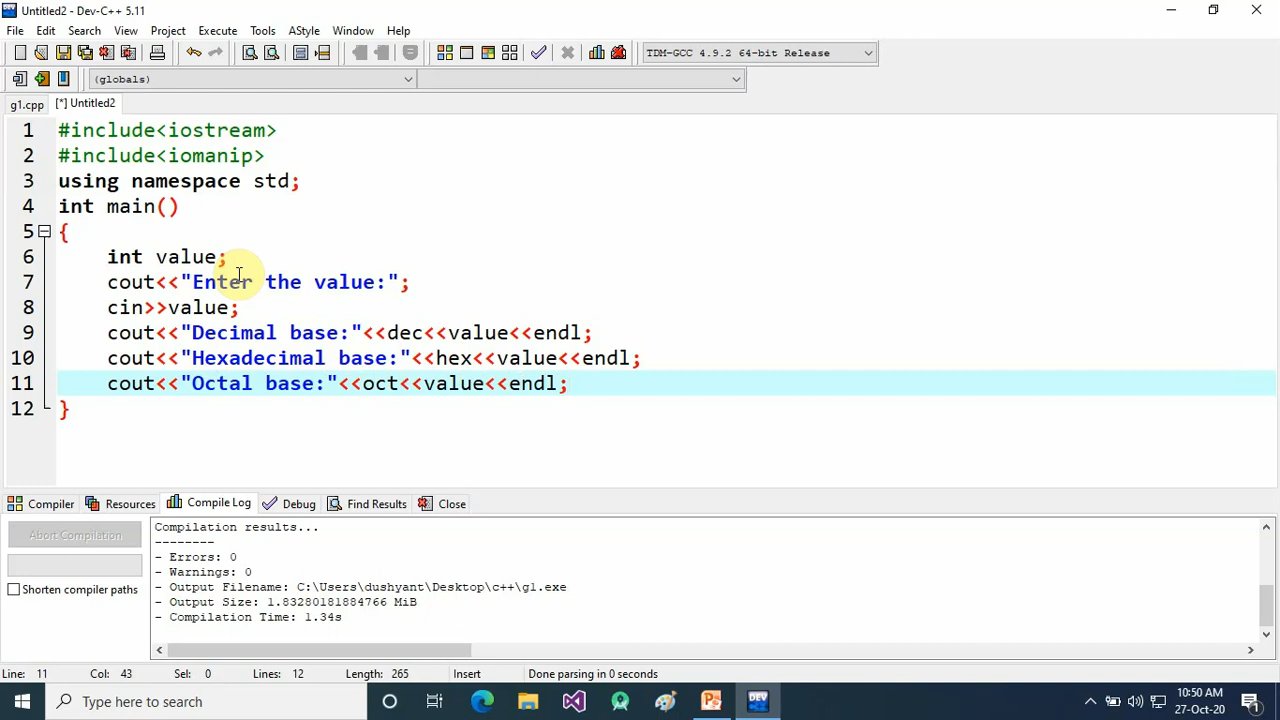 Untitled2 - Dev-C++ 5.11
File Edit Search View Project Execute Tools AStyle Window Help
TDM-GCC 4.9.2 64-bit Release
(globals)
g1.cpp [*] Untitled2
1 #include<iostream>
2 #include<iomanip>
3 using namespace std;
4 int main()
5 {
6 int value;
7 cout<<"Enter the value:";
8 cin>>value;
9 cout<<"Decimal base:"<<dec<<value<<endl;
10 cout<<"Hexadecimal base:"<<hex<<value<<endl;
11 cout<<"Octal base:"<<oct<<value<<endl;
12 }
Compiler Resources Compile Log Debug Find Results Close
Abort Compilation
Shorten compiler paths
Compilation results...
--------
- Errors: 0
- Warnings: 0
- Output Filename: C:\Users\dushyant\Desktop\c++\g1.exe
- Output Size: 1.83280181884766 MiB
- Compilation Time: 1.34s
Line: 11 Col: 43 Sel: 0 Lines: 12 Length: 265 Insert Done parsing in 0 seconds
Type here to search
P
DEV
10:50 AM
27-Oct-20
1